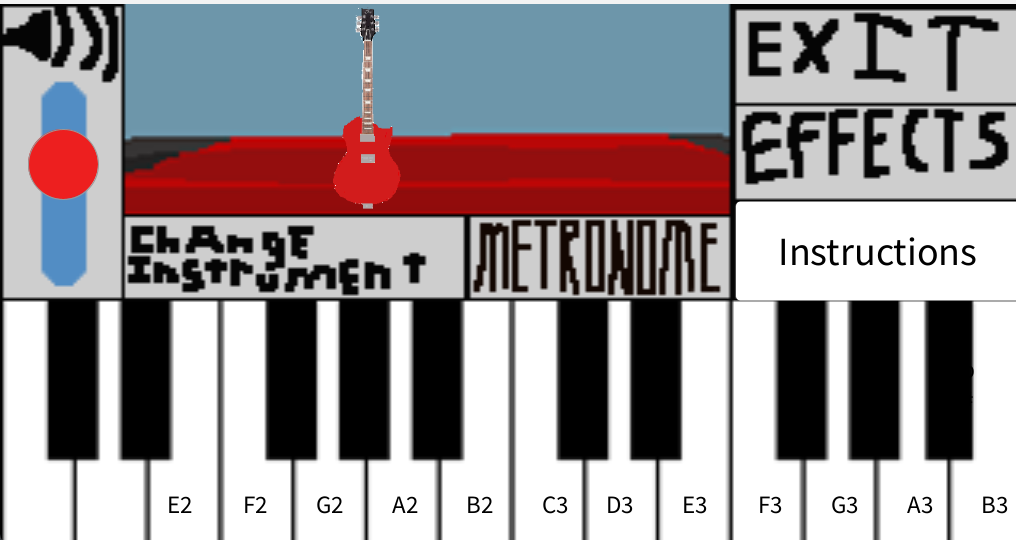 EXIT
EFFECTS
Instructions
ChAnge
Instrument
METRONOME
E2 F2 G2 A2 B2 C3 D3 E3 F3 G3 A3 B3